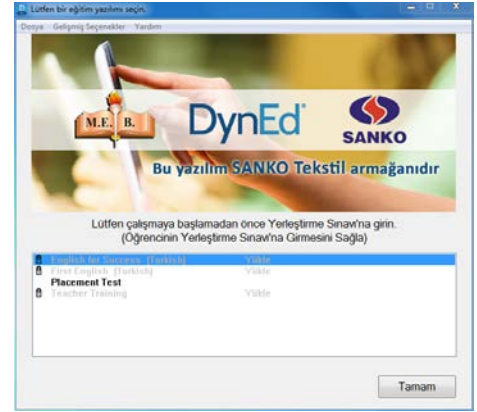 Lütfen bir eğitim yazılımı seçin.
Dosya Gelişmiş Seçenekler Yardım
M.E. B.
DynEd
SANKO
Bu yazılım SANKO Tekstil armağanıdır
Lütfen çalışmaya başlamadan önce Yerleştirme Sınavı'na girin.
(Öğrencinin Yerleştirme Sınavı'na Girmesini Sağla)
English for Success (Turkish) Yükle
First English (Turkish) Yükle
Placement Test
Teacher Training Yükle
Tamam